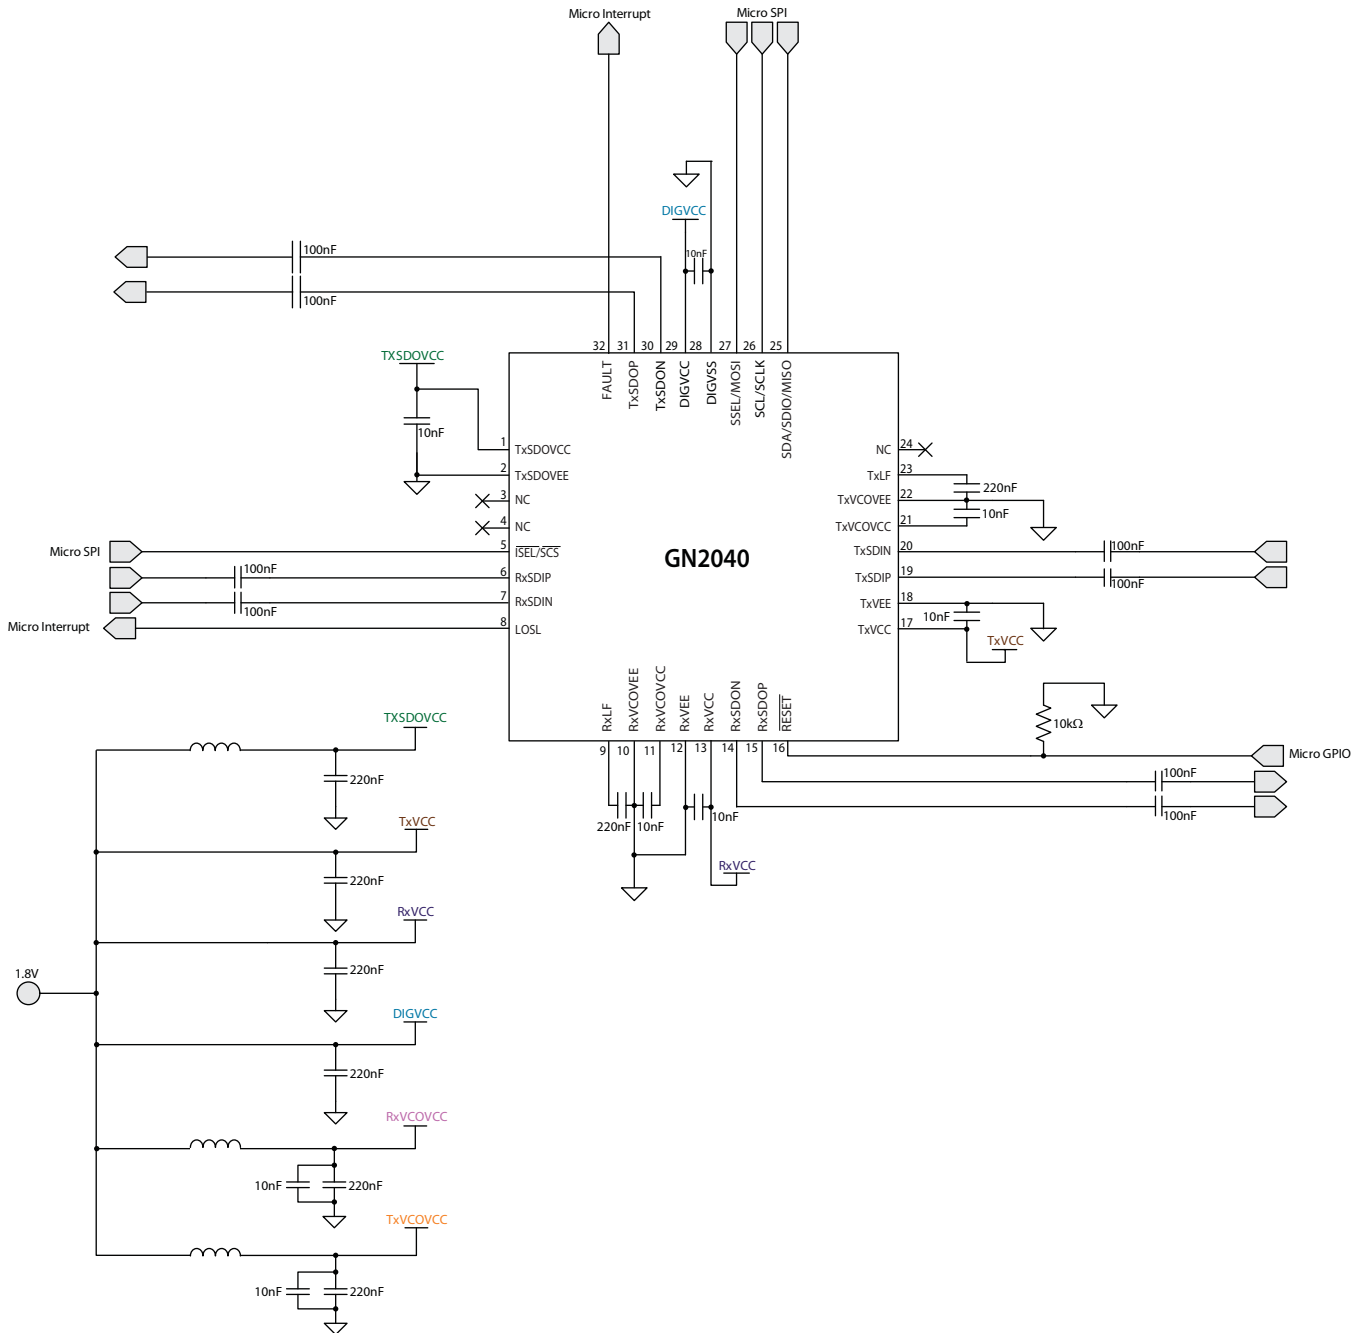 Micro Interrupt
Micro SPI
DIGVCC
100nF
10nF
100nF
TXSDOVCC
10nF
32 31 30 29 28 27 26 25
FAULT
TxSDOP
TxSDON
DIGVCC
DIGVSS
SSEL/MOSI
SCL/SCLK
SDA/SDIO/MISO
1 TxSDOVCC
2 TxSDOVEE
3 NC
4 NC
Micro SPI
5 ISEL/SCS
100nF
6 RxSDIP
7 RxSDIN
100nF
Micro Interrupt
8 LOSL
GN2040
NC 24
TxLF 23
220nF
TxVCOVEE 22
10nF
TxVCOVCC 21
TxSDIN 20
100nF
TxSDIP 19
100nF
TxVEE 18
10nF
TxVCC 17
TxVCC
RxLF
RxVCOVEE
RxVCOVCC
RxVEE
RxVCC
RxSDON
RxSDOP
RESET
9 10 11 12 13 14 15 16
10kΩ
Micro GPIO
100nF
100nF
220nF
10nF
10nF
RxVCC
TXSDOVCC
220nF
TxVCC
220nF
RxVCC
220nF
1.8V
DIGVCC
220nF
RxVCOVCC
10nF
220nF
TxVCOVCC
10nF
220nF